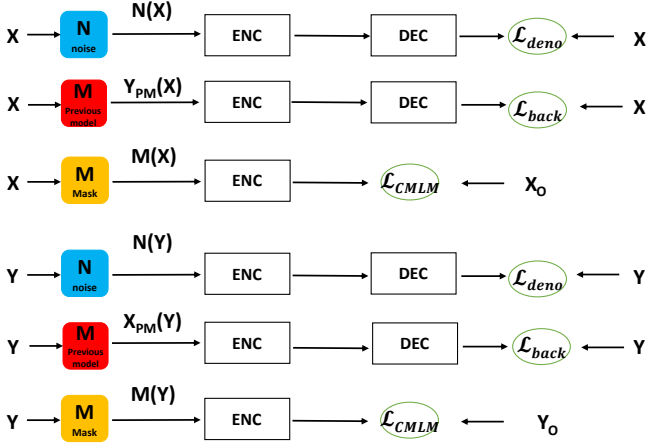 X N noise N(X) ENC DEC ℒdeno X
X M Previous model YPM(X) ENC DEC ℒback X
X M Mask M(X) ENC ℒCMLM XO
Y N noise N(Y) ENC DEC ℒdeno Y
Y M Previous model XPM(Y) ENC DEC ℒback Y
Y M Mask M(Y) ENC ℒCMLM YO